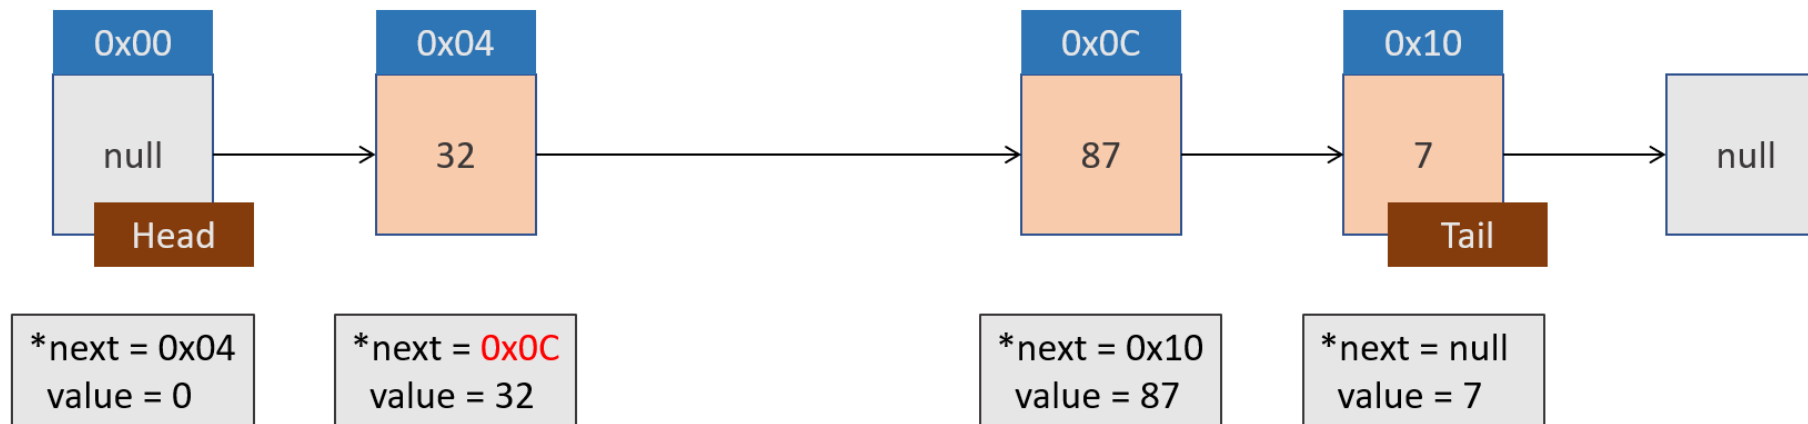 0x00
0x04
0x0C
0x10
null
32
87
7
null
Head
Tail
*next = 0x04
value = 0
*next = 0x0C
value = 32
*next = 0x10
value = 87
*next = null
value = 7